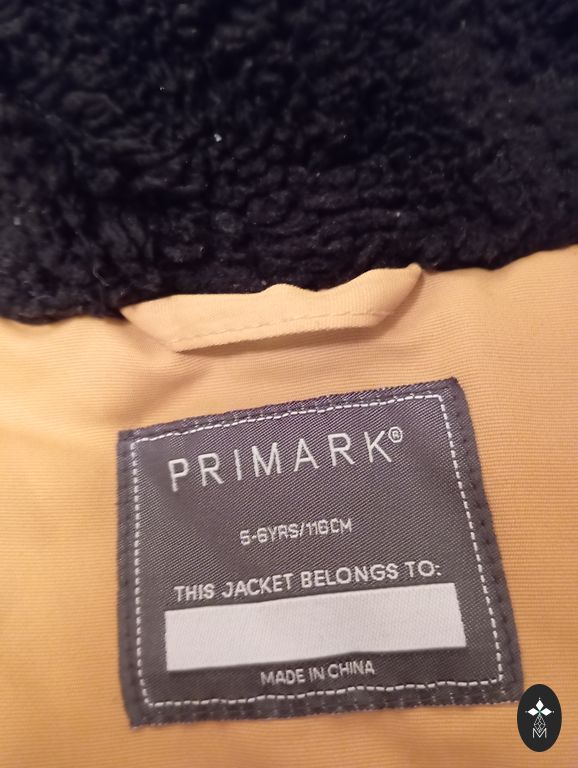 PRIMARK®
5-6YRS/116CM
THIS JACKET BELONGS TO:
MADE IN CHINA
M